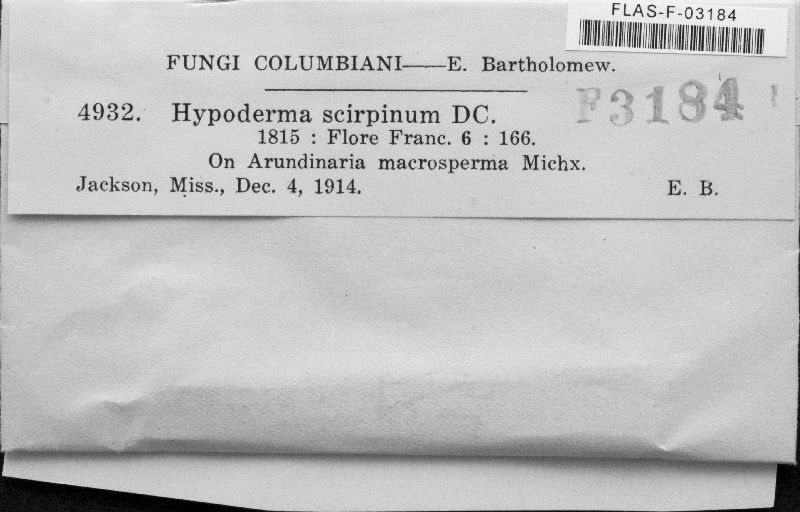 FLAS-F-03184
FUNGI COLUMBIANI——E. Bartholomew.
F3184
4932. Hypoderma scirpinum DC.
1815 : Flore Franc. 6 : 166.
On Arundinaria macrosperma Michx.
Jackson, Miss., Dec. 4, 1914. E. B.